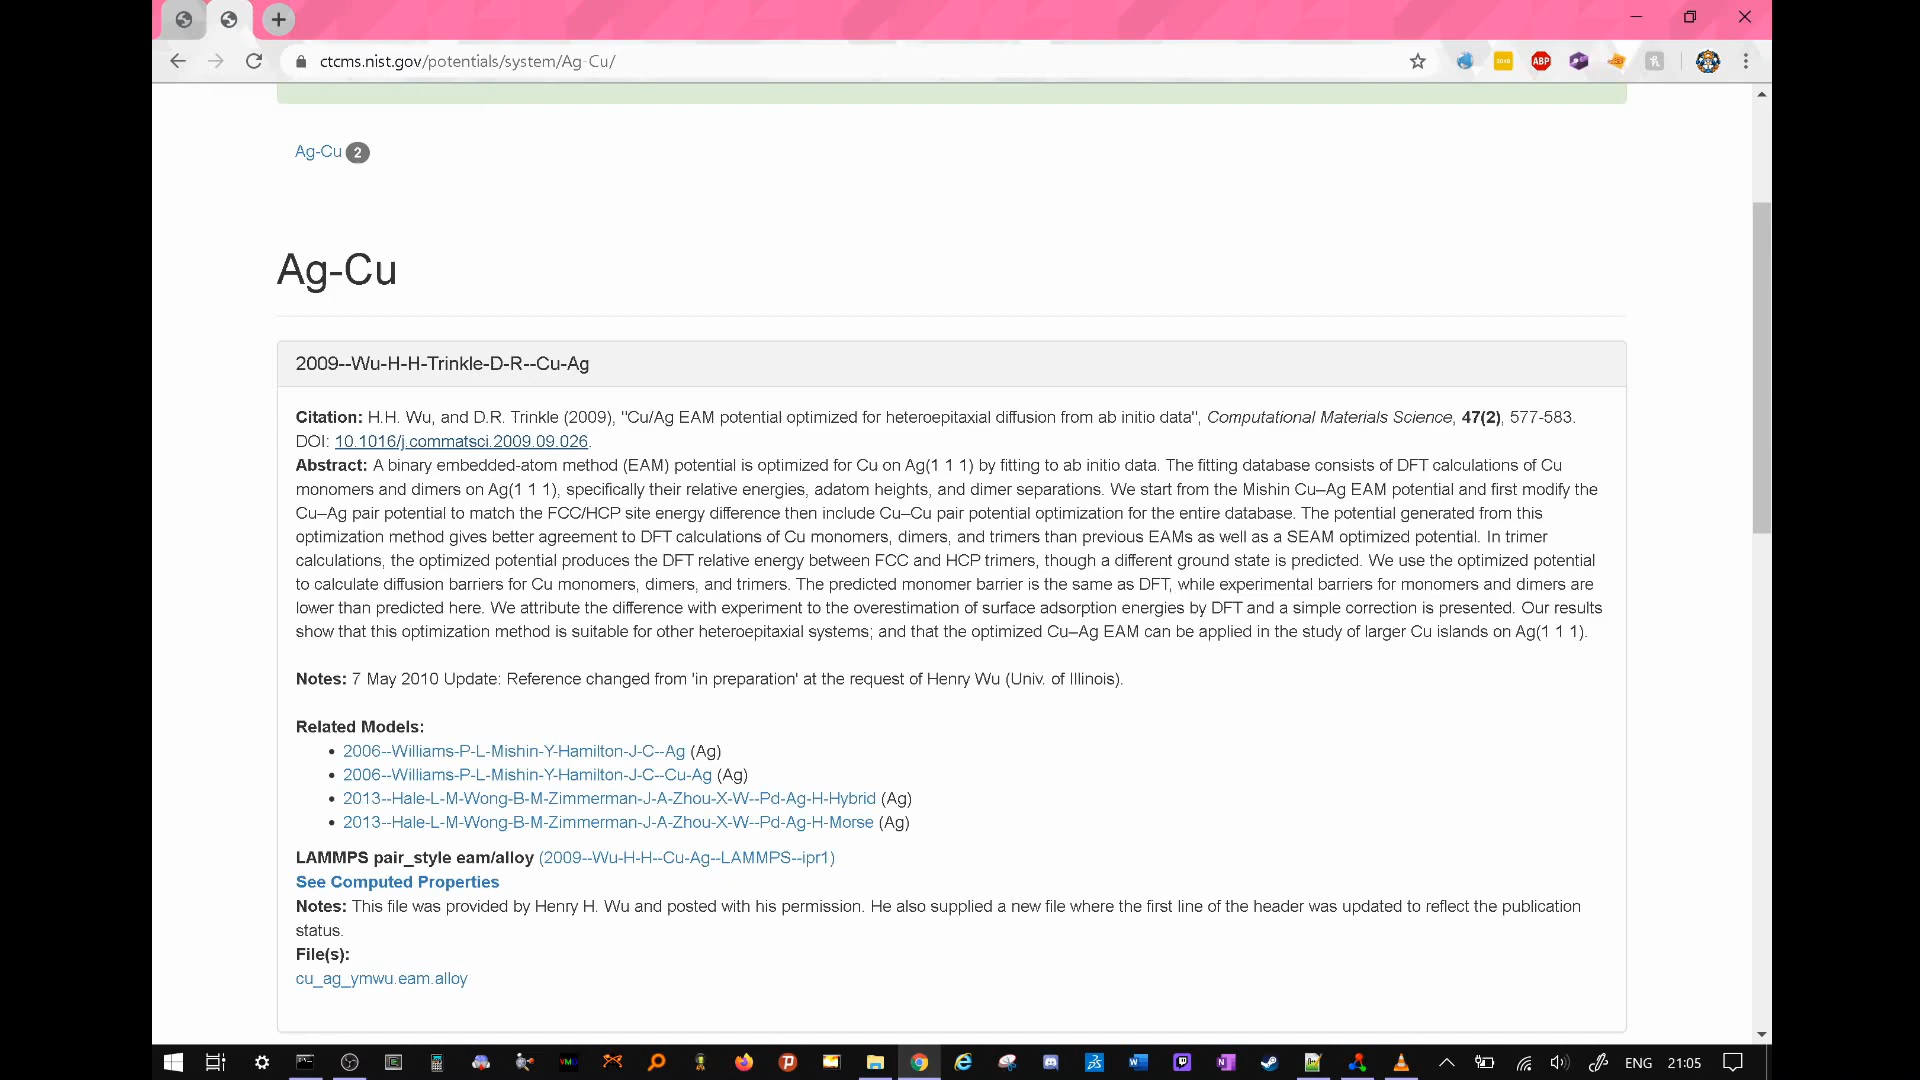 ctcms.nist.gov/potentials/system/Ag-Cu/
2048
ABP
Ag-Cu 2
Ag-Cu
2009--Wu-H-H-Trinkle-D-R--Cu-Ag
Citation: H.H. Wu, and D.R. Trinkle (2009), "Cu/Ag EAM potential optimized for heteroepitaxial diffusion from ab initio data", Computational Materials Science, 47(2), 577-583.
DOI: 10.1016/j.commatsci.2009.09.026.
Abstract: A binary embedded-atom method (EAM) potential is optimized for Cu on Ag(1 1 1) by fitting to ab initio data. The fitting database consists of DFT calculations of Cu
monomers and dimers on Ag(1 1 1), specifically their relative energies, adatom heights, and dimer separations. We start from the Mishin Cu–Ag EAM potential and first modify the
Cu–Ag pair potential to match the FCC/HCP site energy difference then include Cu–Cu pair potential optimization for the entire database. The potential generated from this
optimization method gives better agreement to DFT calculations of Cu monomers, dimers, and trimers than previous EAMs as well as a SEAM optimized potential. In trimer
calculations, the optimized potential produces the DFT relative energy between FCC and HCP trimers, though a different ground state is predicted. We use the optimized potential
to calculate diffusion barriers for Cu monomers, dimers, and trimers. The predicted monomer barrier is the same as DFT, while experimental barriers for monomers and dimers are
lower than predicted here. We attribute the difference with experiment to the overestimation of surface adsorption energies by DFT and a simple correction is presented. Our results
show that this optimization method is suitable for other heteroepitaxial systems; and that the optimized Cu–Ag EAM can be applied in the study of larger Cu islands on Ag(1 1 1).
Notes: 7 May 2010 Update: Reference changed from 'in preparation' at the request of Henry Wu (Univ. of Illinois).
Related Models:
• 2006--Williams-P-L-Mishin-Y-Hamilton-J-C--Ag (Ag)
• 2006--Williams-P-L-Mishin-Y-Hamilton-J-C--Cu-Ag (Ag)
• 2013--Hale-L-M-Wong-B-M-Zimmerman-J-A-Zhou-X-W--Pd-Ag-H-Hybrid (Ag)
• 2013--Hale-L-M-Wong-B-M-Zimmerman-J-A-Zhou-X-W--Pd-Ag-H-Morse (Ag)
LAMMPS pair_style eam/alloy (2009--Wu-H-H--Cu-Ag--LAMMPS--ipr1)
See Computed Properties
Notes: This file was provided by Henry H. Wu and posted with his permission. He also supplied a new file where the first line of the header was updated to reflect the publication
status.
File(s):
cu_ag_ymwu.eam.alloy
VMD
ENG 21:05